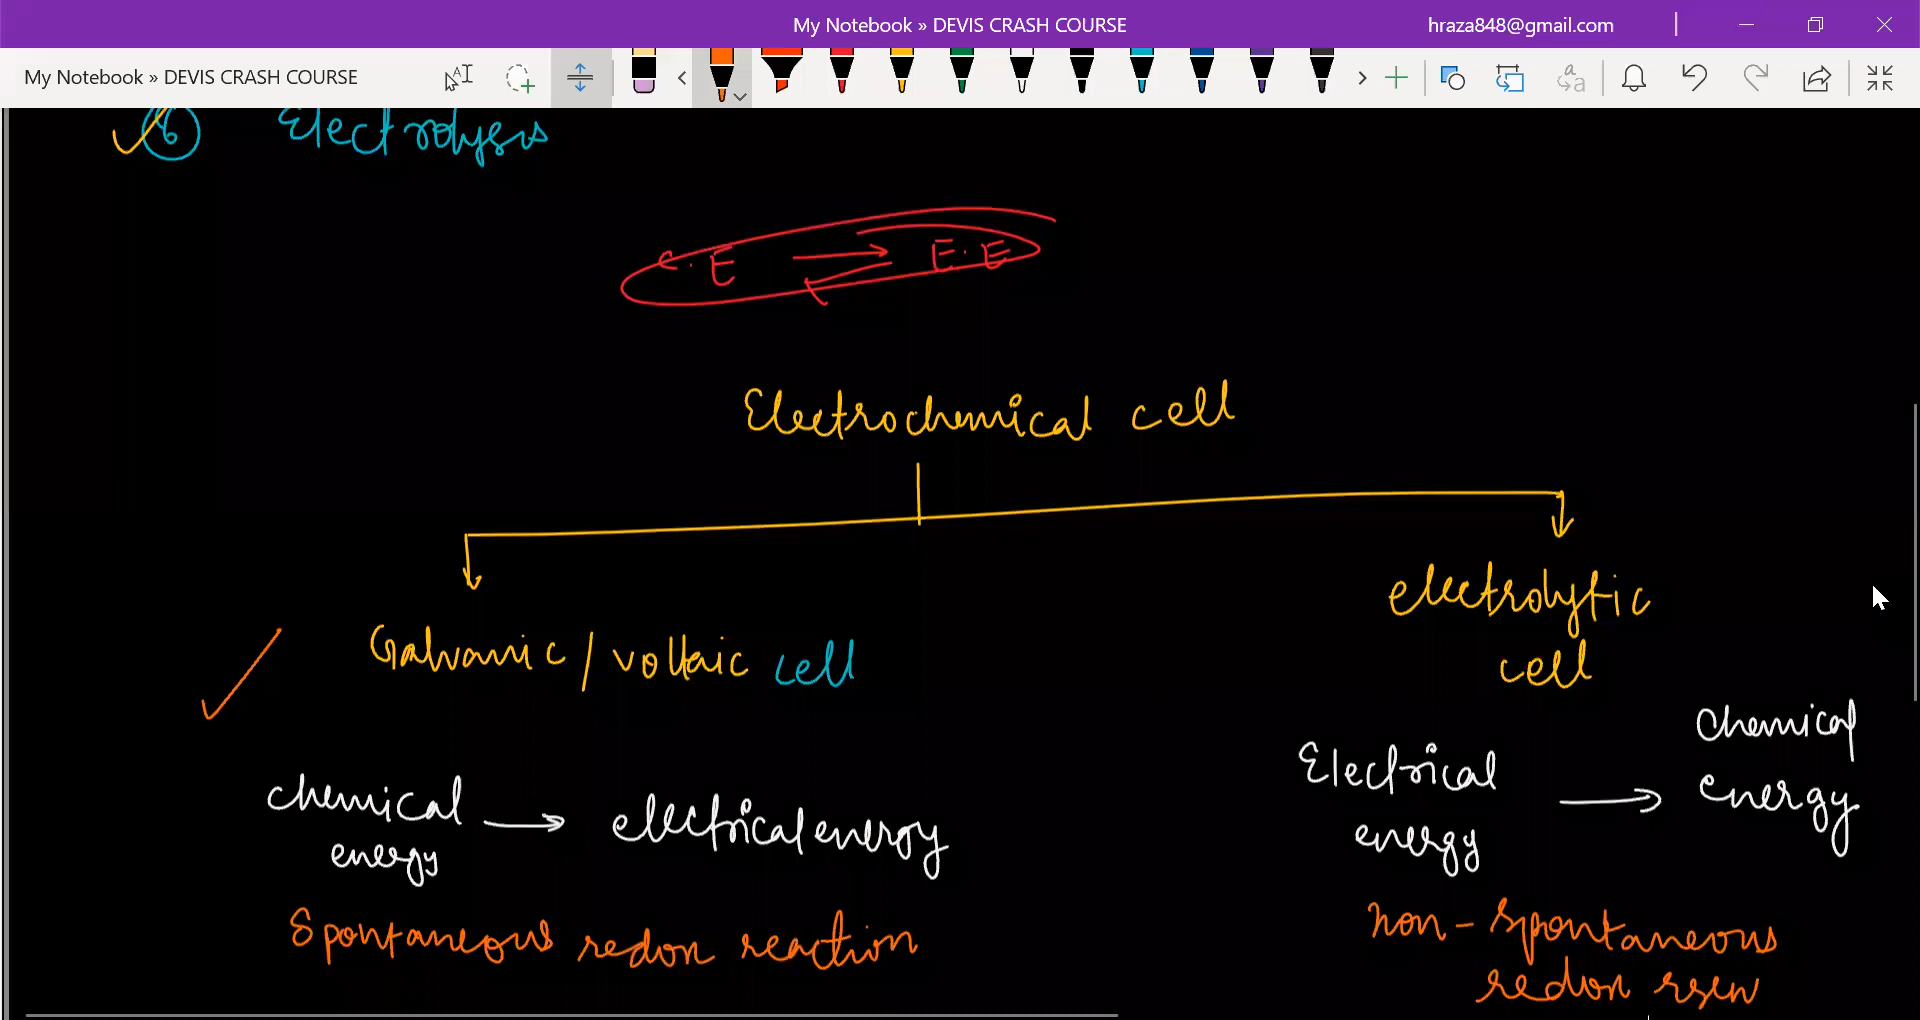 My Notebook » DEVIS CRASH COURSE
hraza848@gmail.com
My Notebook » DEVIS CRASH COURSE
6 Electrolysis
C.E E.E
Electrochemical cell
Galvanic / voltaic cell
electrolytic
cell
chemical
energy
electrical energy
Electrical
energy
Chemical
energy
Spontaneous redox reaction
non-spontaneous
redox rxn